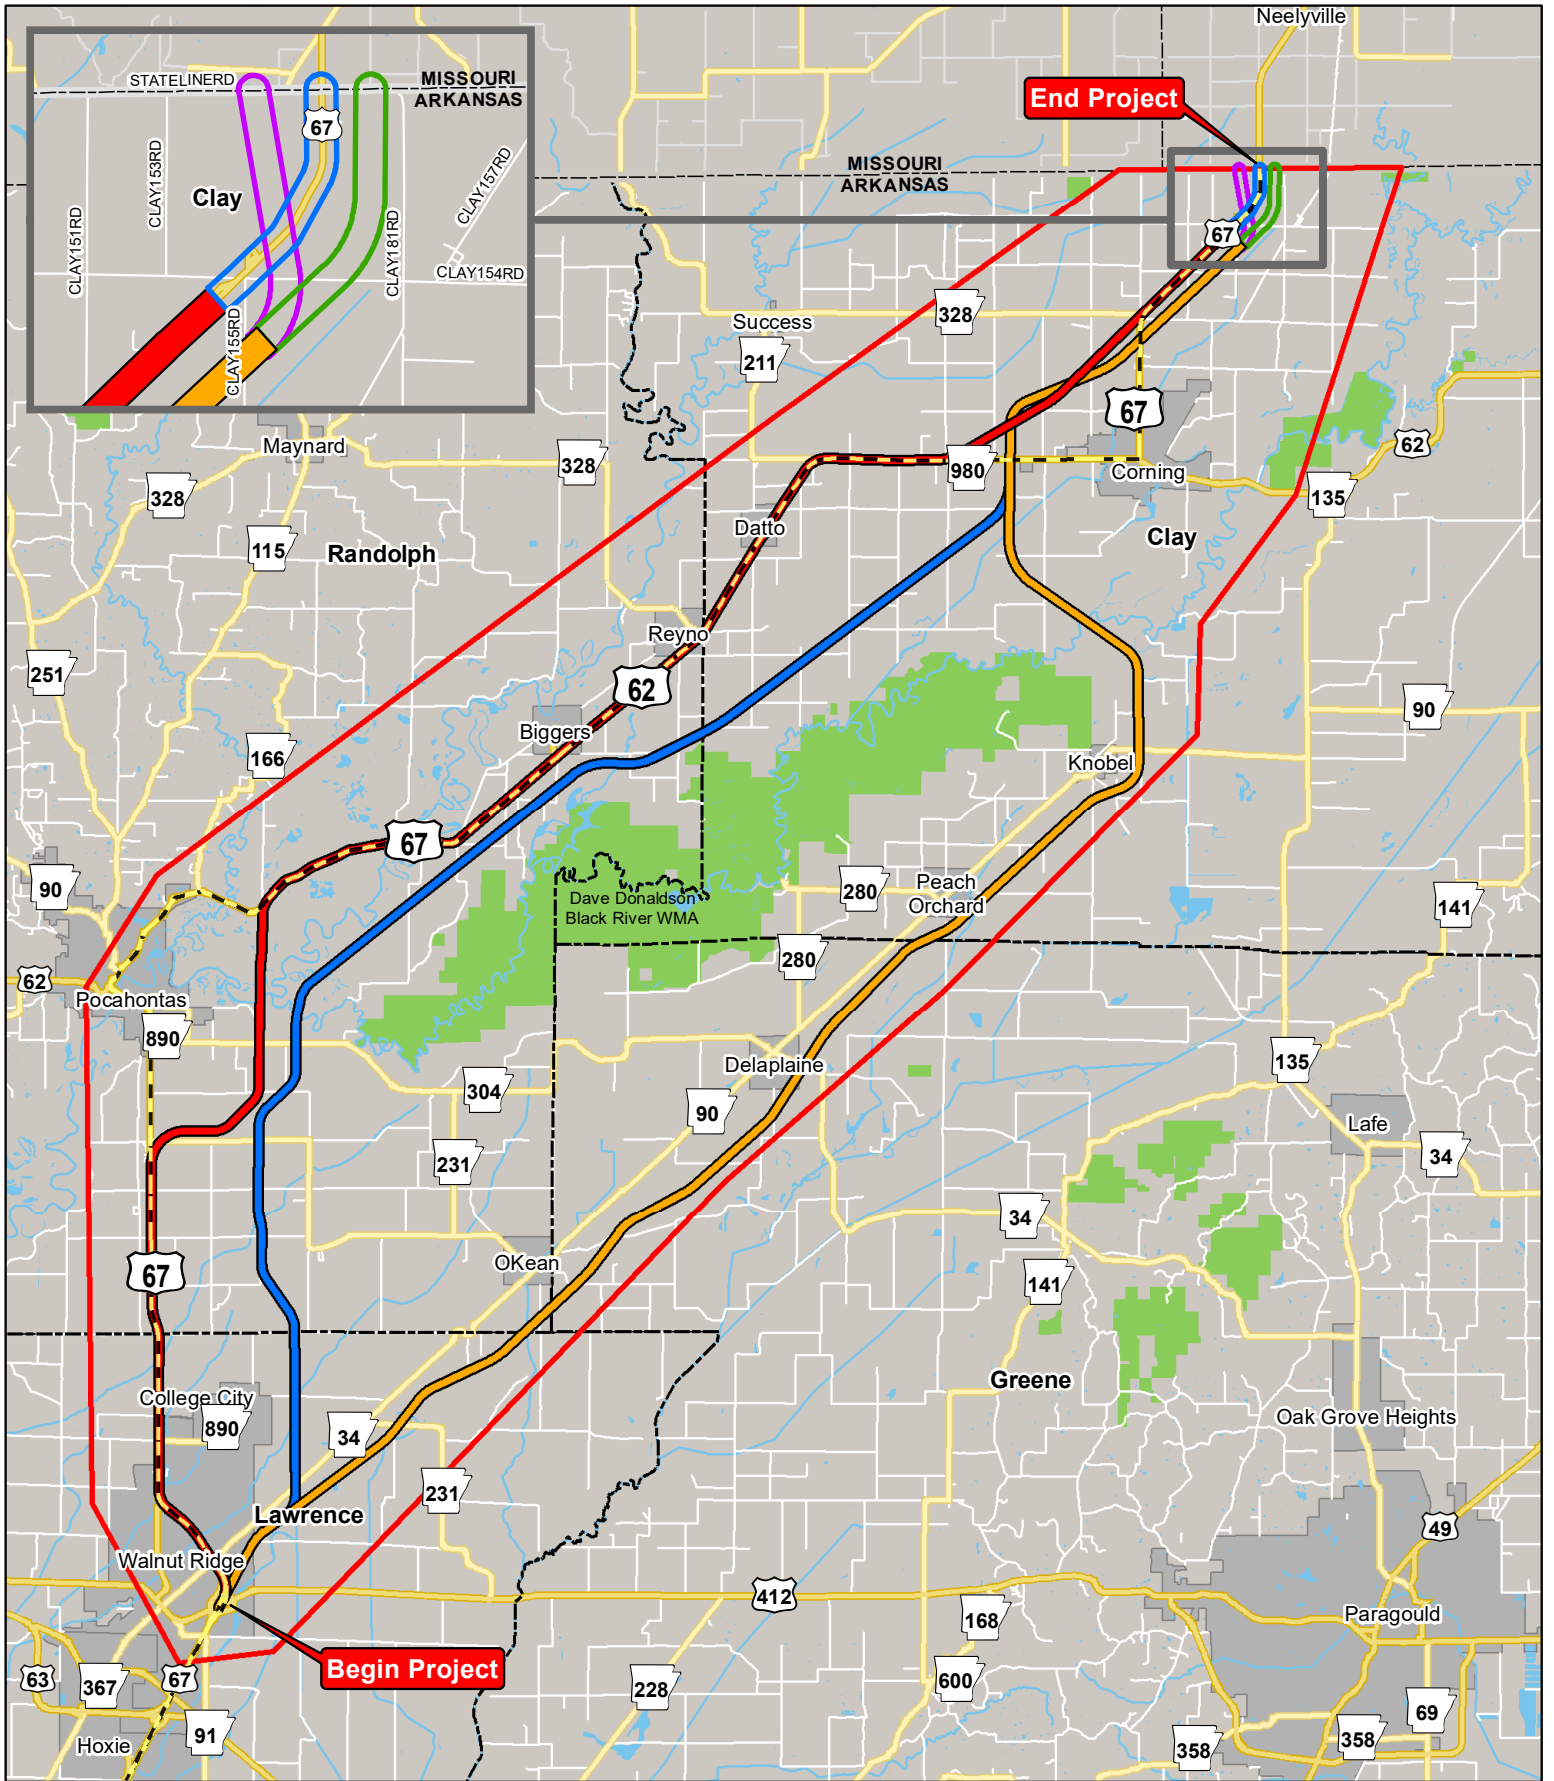 Neelyville
STATELINERD
MISSOURI
ARKANSAS
67
CLAY153RD
CLAY157RD
Clay
CLAY151RD
CLAY181RD
CLAY154RD
CLAY155RD
End Project
MISSOURI
ARKANSAS
67
328
Success
211
67
Maynard
328
328
980
Corning
62
135
115
Randolph
Datto
Clay
251
Reyno
62
90
166
Biggers
Knobel
67
90
280
Peach
Orchard
141
Dave Donaldson
Black River WMA
280
62
Pocahontas
890
135
Delaplaine
304
90
Lafe
231
34
34
OKean
67
141
Greene
College City
890
34
Oak Grove Heights
231
Lawrence
49
Walnut Ridge
412
168
Paragould
Begin Project
63
367
67
228
600
91
69
Hoxie
358
358